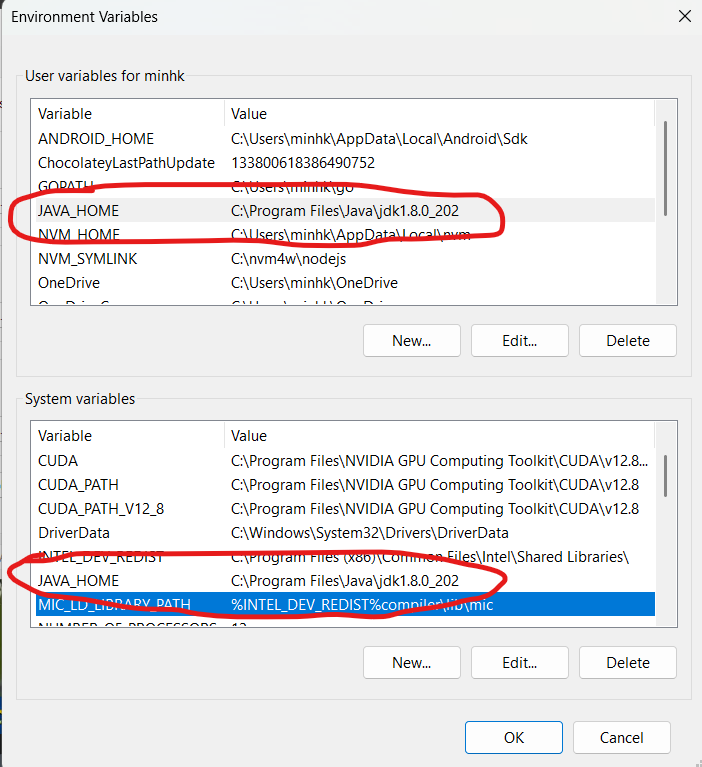 Environment Variables
User variables for minhk
Variable Value
ANDROID_HOME C:\Users\minhk\AppData\Local\Android\Sdk
ChocolateyLastPathUpdate 133800618386490752
GOPATH C:\Users\minhk\go
JAVA_HOME C:\Program Files\Java\jdk1.8.0_202
NVM_HOME C:\Users\minhk\AppData\Local\nvm
NVM_SYMLINK C:\nvm4w\nodejs
OneDrive C:\Users\minhk\OneDrive
New... Edit... Delete
System variables
Variable Value
CUDA C:\Program Files\NVIDIA GPU Computing Toolkit\CUDA\v12.8...
CUDA_PATH C:\Program Files\NVIDIA GPU Computing Toolkit\CUDA\v12.8
CUDA_PATH_V12_8 C:\Program Files\NVIDIA GPU Computing Toolkit\CUDA\v12.8
DriverData C:\Windows\System32\Drivers\DriverData
INTEL_DEV_REDIST C:\Program Files (x86)\Common Files\Intel\Shared Libraries\
JAVA_HOME C:\Program Files\Java\jdk1.8.0_202
MIC_LD_LIBRARY_PATH %INTEL_DEV_REDIST%compiler\lib\mic
NUMBER_OF_PROCESSORS 12
New... Edit... Delete
OK Cancel